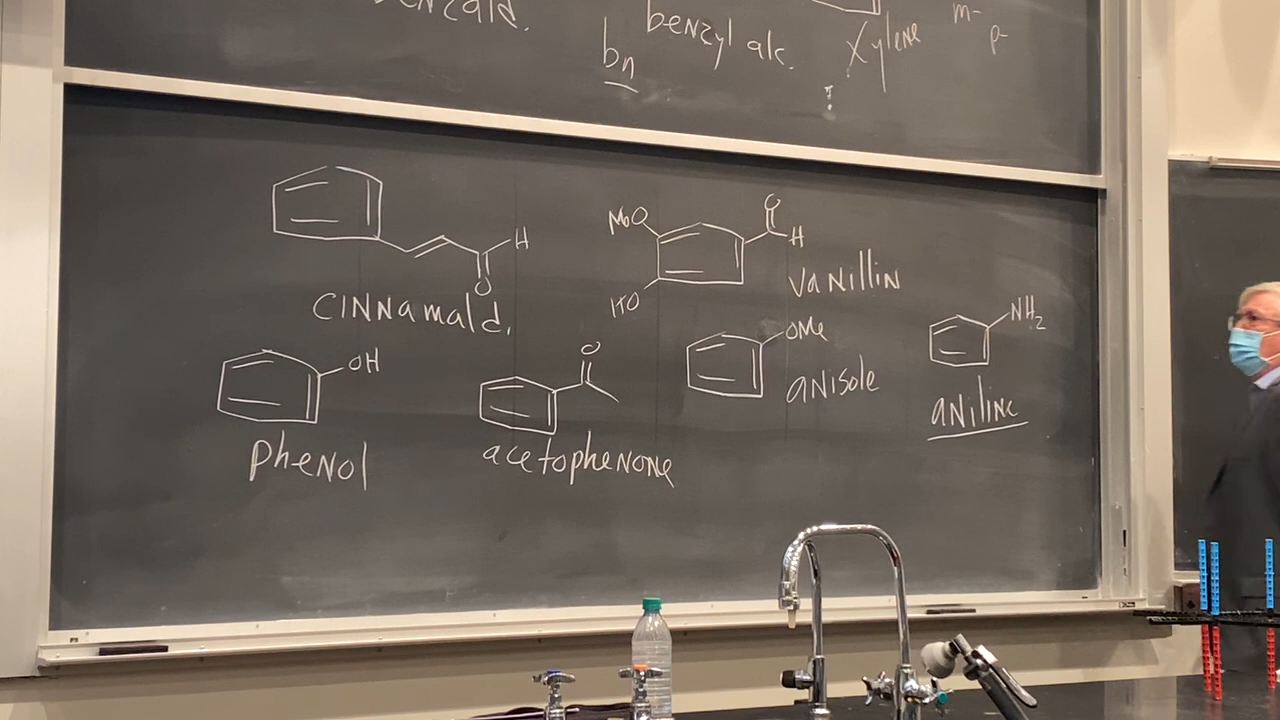 benzald.
bn
benzyl alc.
Xylene
m-
p-
H
O
CINNamald.
MeO
O
H
HO
VaNillin
OH
PheNol
O
acetopheNoNe
OMe
aNisole
NH2
aNiliNe